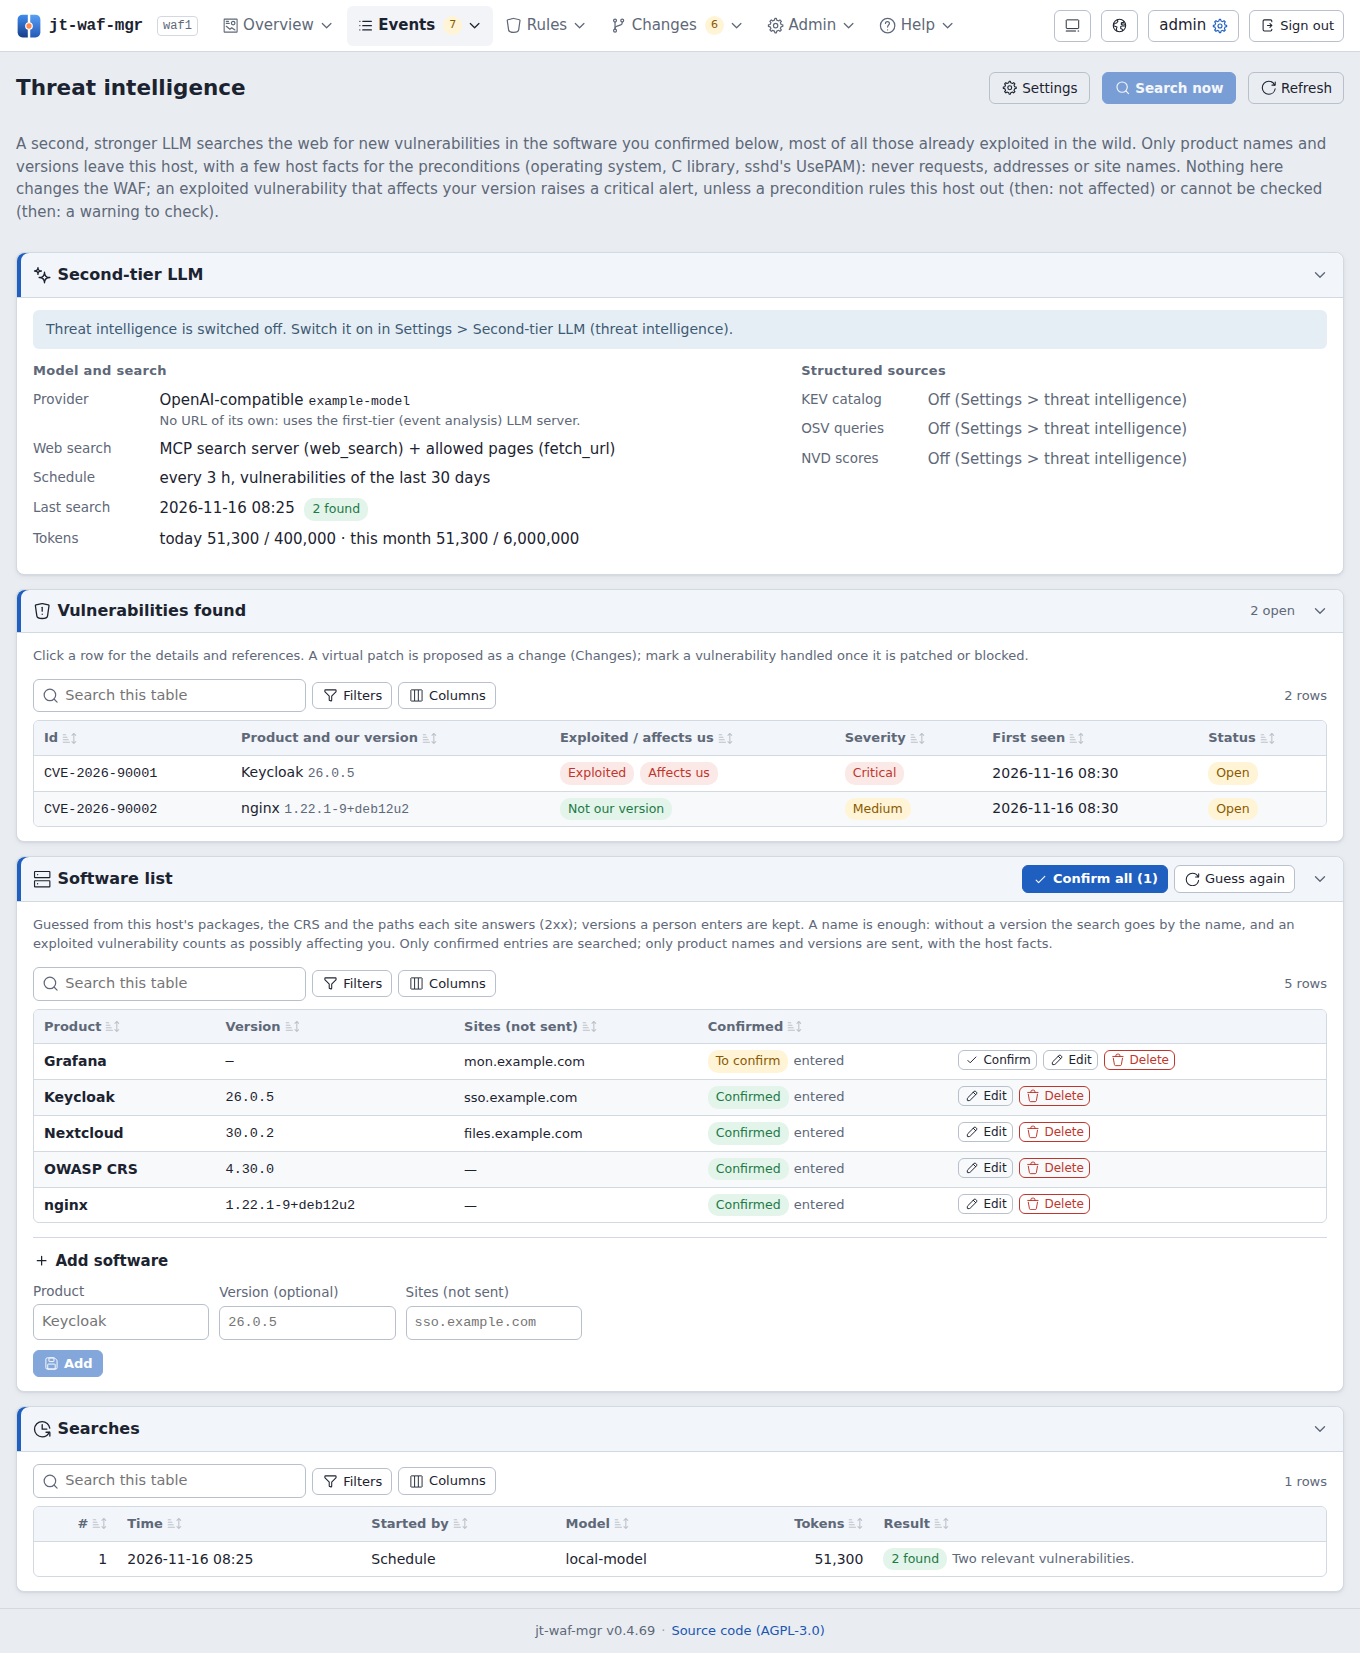 jt-waf-mgr waf1 Overview Events 7 Rules Changes 6 Admin Help admin Sign out
Threat intelligence Settings Search now Refresh
A second, stronger LLM searches the web for new vulnerabilities in the software you confirmed below, most of all those already exploited in the wild. Only product names and
versions leave this host, with a few host facts for the preconditions (operating system, C library, sshd's UsePAM): never requests, addresses or site names. Nothing here
changes the WAF; an exploited vulnerability that affects your version raises a critical alert, unless a precondition rules this host out (then: not affected) or cannot be checked
(then: a warning to check).
Second-tier LLM
Threat intelligence is switched off. Switch it on in Settings > Second-tier LLM (threat intelligence).
Model and search
Provider OpenAI-compatible example-model
No URL of its own: uses the first-tier (event analysis) LLM server.
Web search MCP search server (web_search) + allowed pages (fetch_url)
Schedule every 3 h, vulnerabilities of the last 30 days
Last search 2026-11-16 08:25 2 found
Tokens today 51,300 / 400,000 · this month 51,300 / 6,000,000
Structured sources
KEV catalog Off (Settings > threat intelligence)
OSV queries Off (Settings > threat intelligence)
NVD scores Off (Settings > threat intelligence)
Vulnerabilities found 2 open
Click a row for the details and references. A virtual patch is proposed as a change (Changes); mark a vulnerability handled once it is patched or blocked.
Search this table Filters Columns 2 rows
Id Product and our version Exploited / affects us Severity First seen Status
CVE-2026-90001 Keycloak 26.0.5 Exploited Affects us Critical 2026-11-16 08:30 Open
CVE-2026-90002 nginx 1.22.1-9+deb12u2 Not our version Medium 2026-11-16 08:30 Open
Software list Confirm all (1) Guess again
Guessed from this host's packages, the CRS and the paths each site answers (2xx); versions a person enters are kept. A name is enough: without a version the search goes by the name, and an
exploited vulnerability counts as possibly affecting you. Only confirmed entries are searched; only product names and versions are sent, with the host facts.
Search this table Filters Columns 5 rows
Product Version Sites (not sent) Confirmed
Grafana — mon.example.com To confirm entered Confirm Edit Delete
Keycloak 26.0.5 sso.example.com Confirmed entered Edit Delete
Nextcloud 30.0.2 files.example.com Confirmed entered Edit Delete
OWASP CRS 4.30.0 — Confirmed entered Edit Delete
nginx 1.22.1-9+deb12u2 — Confirmed entered Edit Delete
Add software
Product Version (optional) Sites (not sent)
Keycloak 26.0.5 sso.example.com
Add
Searches
Search this table Filters Columns 1 rows
# Time Started by Model Tokens Result
1 2026-11-16 08:25 Schedule local-model 51,300 2 found Two relevant vulnerabilities.
jt-waf-mgr v0.4.69 · Source code (AGPL-3.0)